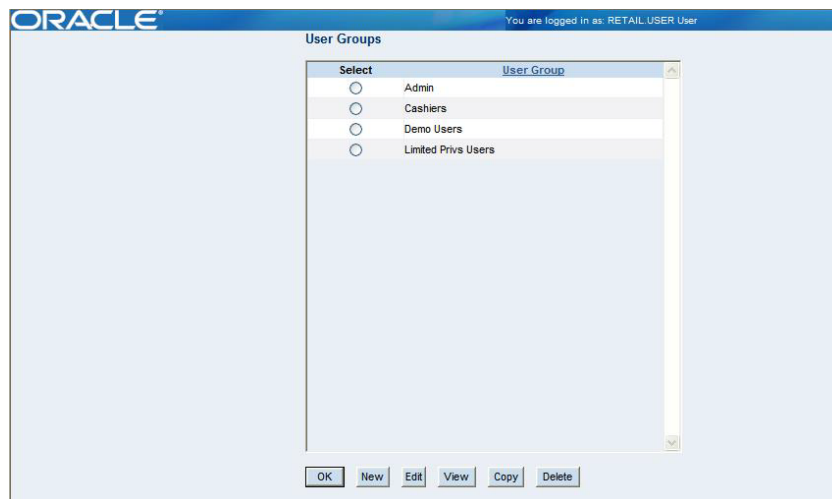 ORACLE®
You are logged in as: RETAIL.USER User
User Groups
Select User Group
Admin
Cashiers
Demo Users
Limited Privs Users
OK New Edit View Copy Delete